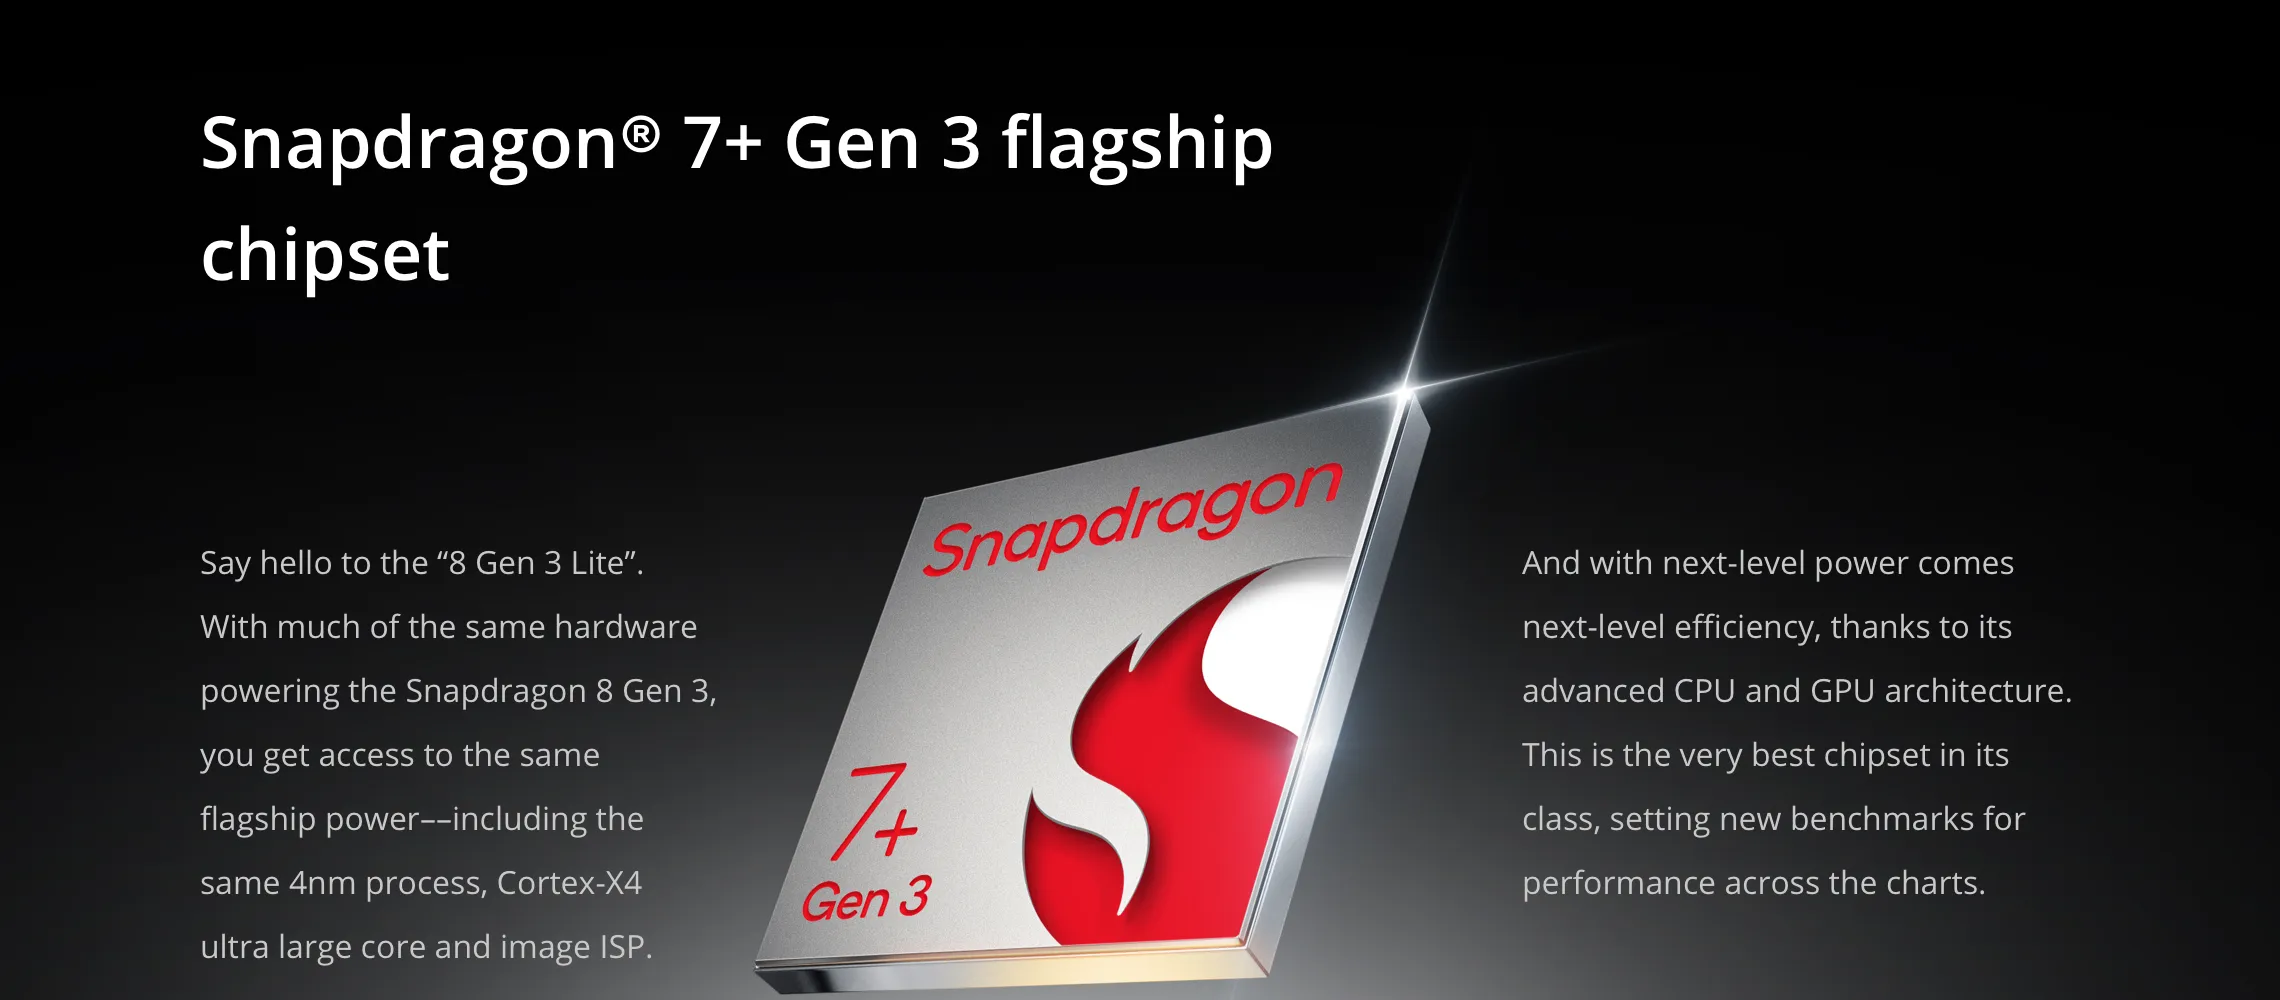 Snapdragon® 7+ Gen 3 flagship
chipset
Say hello to the “8 Gen 3 Lite”.
With much of the same hardware
powering the Snapdragon 8 Gen 3,
you get access to the same
flagship power––including the
same 4nm process, Cortex-X4
ultra large core and image ISP.
Snapdragon
7+
Gen 3
And with next-level power comes
next-level efficiency, thanks to its
advanced CPU and GPU architecture.
This is the very best chipset in its
class, setting new benchmarks for
performance across the charts.